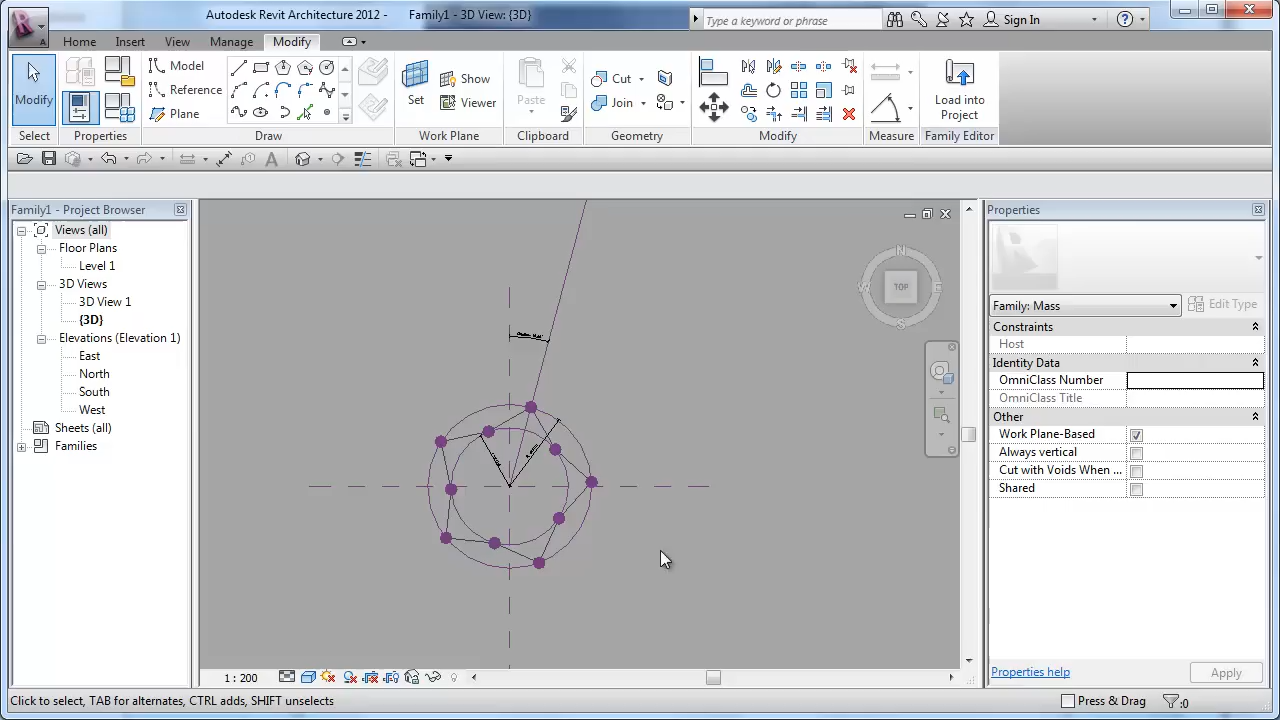 Autodesk Revit Architecture 2012 - Family1 - 3D View: {3D}
Type a keyword or phrase
Sign In
Home Insert View Manage Modify
Modify
Model
Reference
Plane
Set
Show
Viewer
Paste
Cut
Join
Load into
Project
Select Properties Draw Work Plane Clipboard Geometry Modify Measure Family Editor
A
Family1 - Project Browser
Views (all)
Floor Plans
Level 1
3D Views
3D View 1
{3D}
Elevations (Elevation 1)
East
North
South
West
Sheets (all)
Families
N
W TOP E
S
Properties
Family: Mass
Edit Type
Constraints
Host
Identity Data
OmniClass Number
OmniClass Title
Other
Work Plane-Based
Always vertical
Cut with Voids When ...
Shared
Properties help
Apply
1 : 200
Click to select, TAB for alternates, CTRL adds, SHIFT unselects
Press & Drag
:0